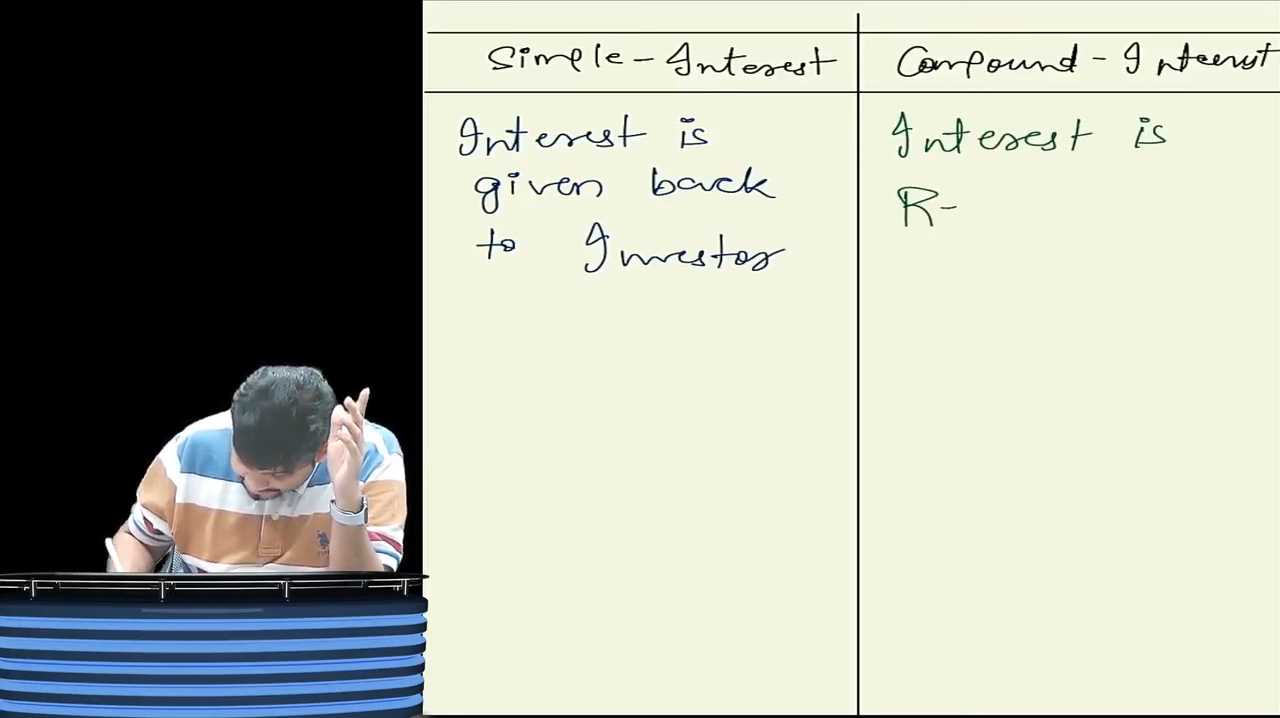 Simple - Interest
Compound - Interest
Interest is
given back
to Investor
Interest is
R-